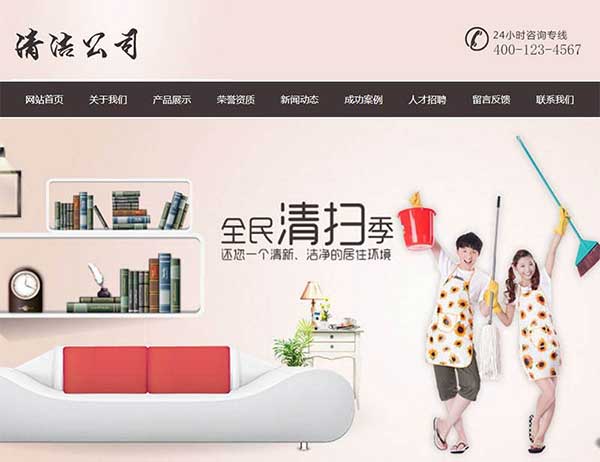 清洁公司
24小时咨询专线
400-123-4567
网站首页 关于我们 产品展示 荣誉资质 新闻动态 成功案例 人才招聘 留言反馈 联系我们
全民清扫季
还您一个清新、洁净的居住环境